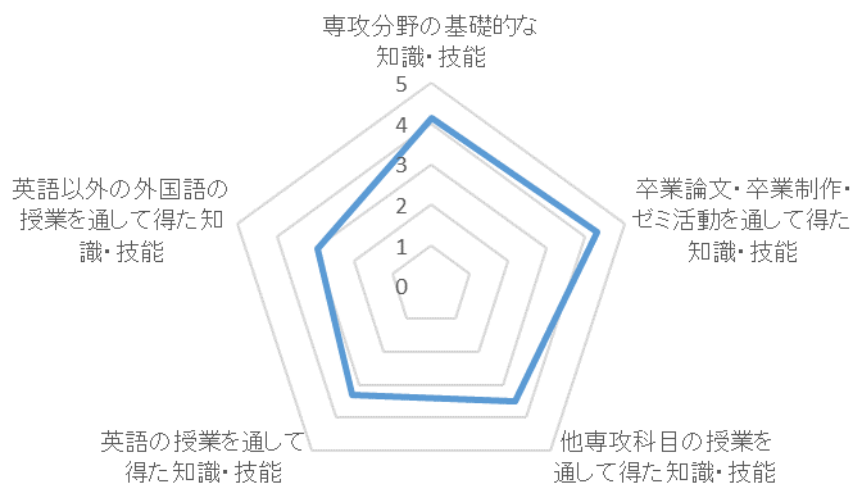 専攻分野の基礎的な
知識・技能
5
4
3
2
1
0
卒業論文・卒業制作・
ゼミ活動を通して得た
知識・技能
他専攻科目の授業を
通して得た知識・技能
英語の授業を通して
得た知識・技能
英語以外の外国語の
授業を通して得た知
識・技能